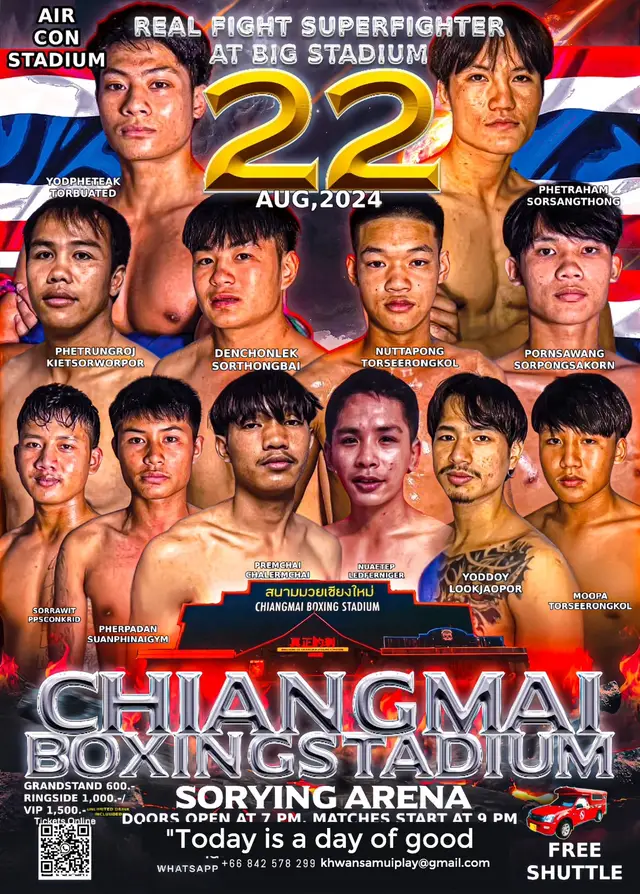 AIR
CON
STADIUM
REAL FIGHT SUPERFIGHTER
AT BIG STADIUM
22
AUG,2024
YODPHETEAK
TORBUATED
PHETRAHAM
SORSANGTHONG
PHETRUNGROJ
KIETSORWORPOR
DENCHONLEK
SORTHONGBAI
NUTTAPONG
TORSEERONGKOL
PORNSAWANG
SORPONGSAKORN
SORRAWIT
PPSCONKRID
PHERPADAN
SUANPHINAIGYM
PREMCHAI
CHALERMCHAI
NUAETEP
LEDFERNIGER
YODDOY
LOOKJAOPOR
MOOPA
TORSEERONGKOL
สนามมวยเชียงใหม่
CHIANGMAI BOXING STADIUM
CHIANGMAI
BOXINGSTADIUM
GRANDSTAND 600.-
RINGSIDE 1,000.-/
VIP 1,500.-
UNLIMITED DRINK
INCLUDED
Tickets Online
SORYING ARENA
DOORS OPEN AT 7 PM. MATCHES START AT 9 PM
"Today is a day of good
WHATSAPP +66 842 578 299 khwansamuiplay@gmail.com
FREE
SHUTTLE